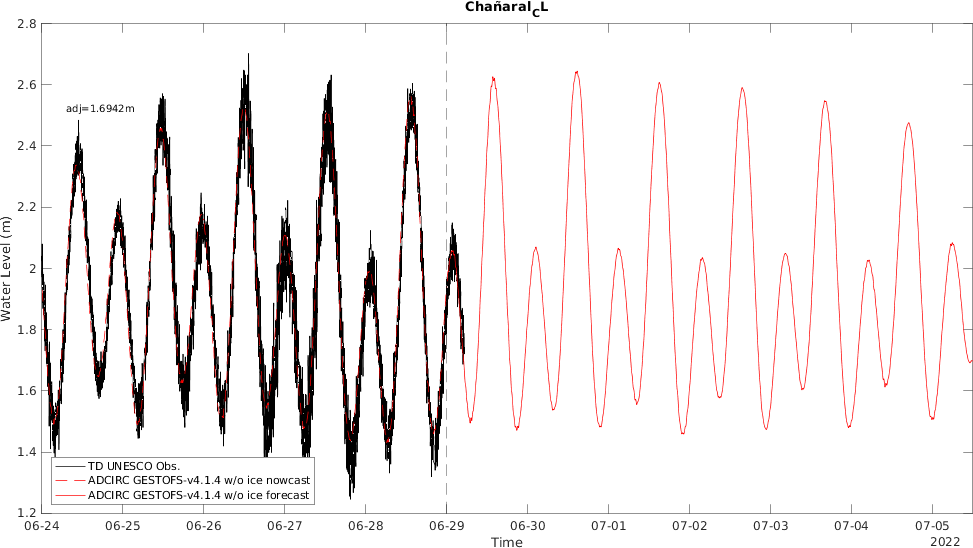 Chañaral_CL
2.8
2.6
2.4
2.2
2
1.8
1.6
1.4
1.2
Water Level (m)
adj=1.6942m
TD UNESCO Obs.
ADCIRC GESTOFS-v4.1.4 w/o ice nowcast
ADCIRC GESTOFS-v4.1.4 w/o ice forecast
06-24 06-25 06-26 06-27 06-28 06-29 06-30 07-01 07-02 07-03 07-04 07-05
Time
2022